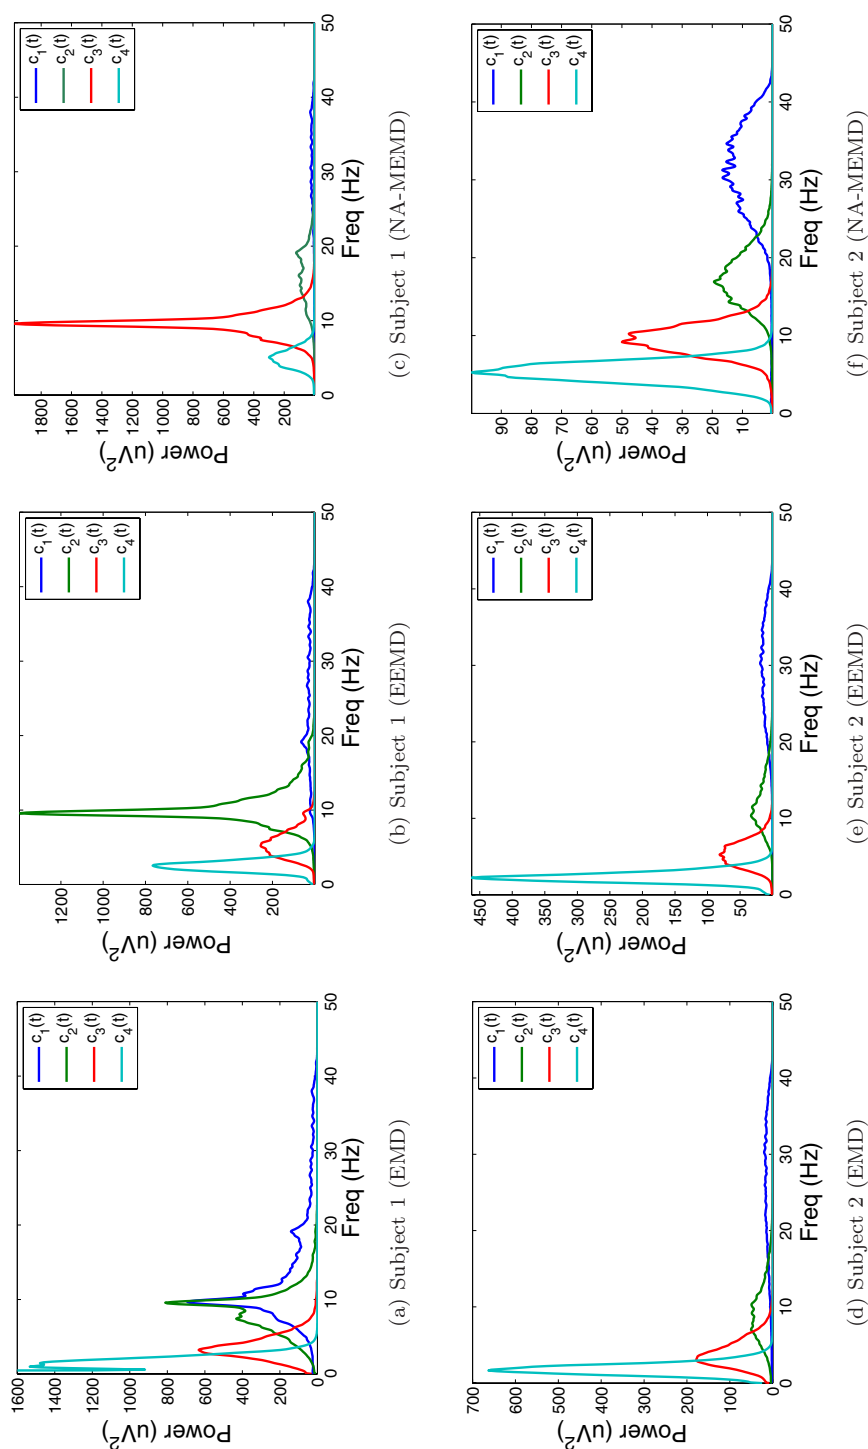 1600
1400
1200
1000
800
600
400
200
0
Power (uV²)
0
10
20
30
40
50
Freq (Hz)
c₁(t)
c₂(t)
c₃(t)
c₄(t)
(a) Subject 1 (EMD)
1200
1000
800
600
400
200
Power (uV²)
0
10
20
30
40
50
Freq (Hz)
c₁(t)
c₂(t)
c₃(t)
c₄(t)
(b) Subject 1 (EEMD)
1800
1600
1400
1200
1000
800
600
400
200
Power (uV²)
0
10
20
30
40
50
Freq (Hz)
c₁(t)
c₂(t)
c₃(t)
c₄(t)
(c) Subject 1 (NA-MEMD)
700
600
500
400
300
200
100
0
Power (uV²)
0
10
20
30
40
50
Freq (Hz)
c₁(t)
c₂(t)
c₃(t)
c₄(t)
(d) Subject 2 (EMD)
450
400
350
300
250
200
150
100
50
Power (uV²)
0
10
20
30
40
50
Freq (Hz)
c₁(t)
c₂(t)
c₃(t)
c₄(t)
(e) Subject 2 (EEMD)
90
80
70
60
50
40
30
20
10
Power (uV²)
0
10
20
30
40
50
Freq (Hz)
c₁(t)
c₂(t)
c₃(t)
c₄(t)
(f) Subject 2 (NA-MEMD)